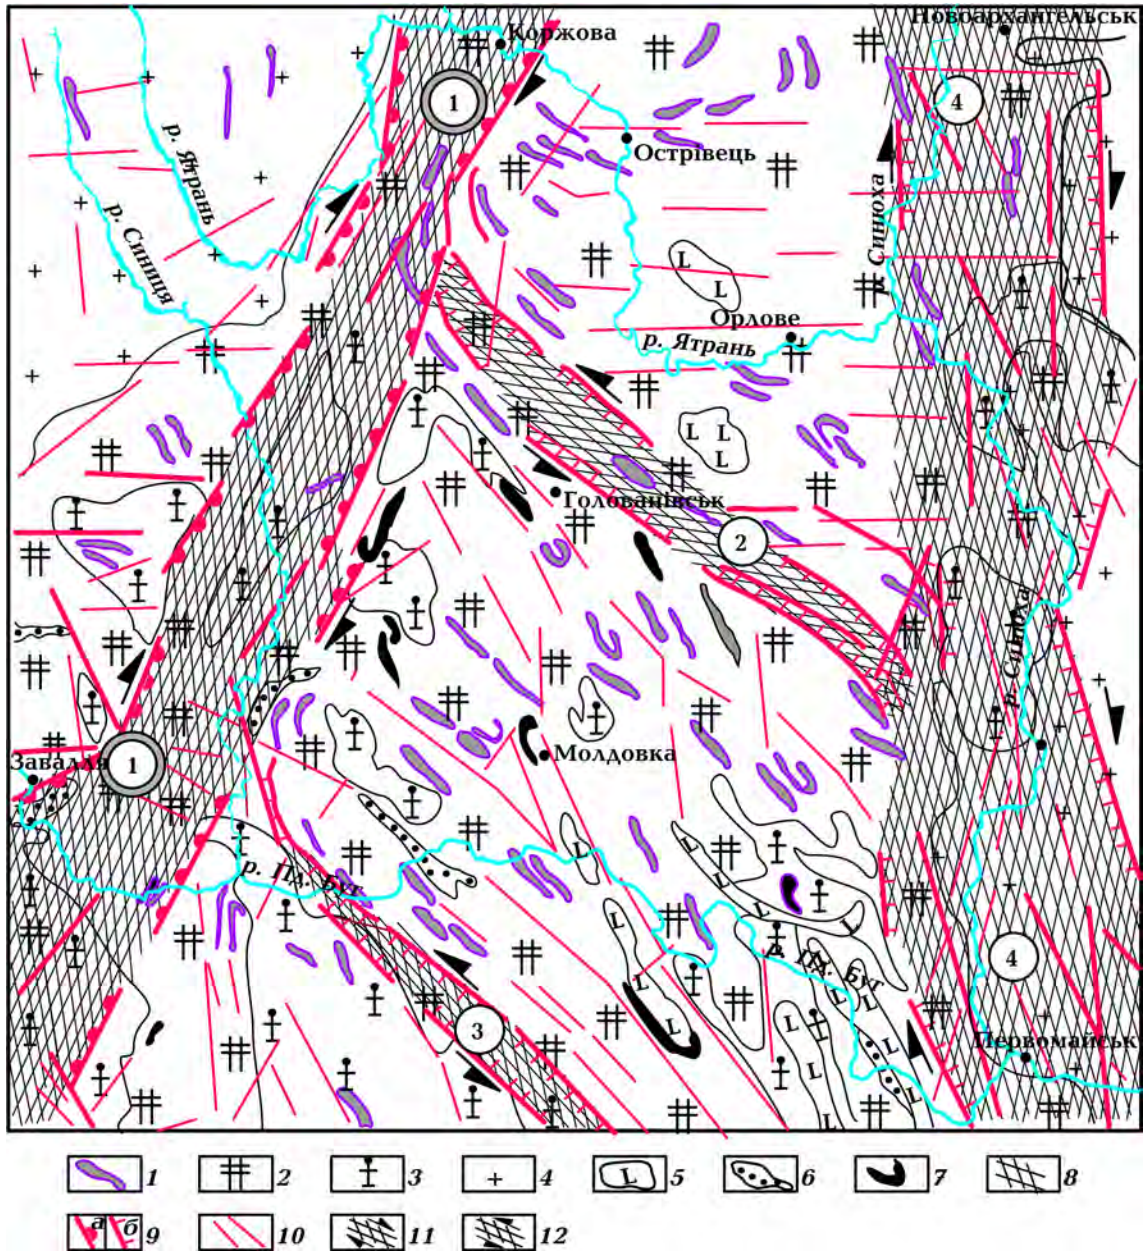 Новоархангельськ
Коржова
1
4
Острівець
р. Ятрань
р. Синиця
р. Синюха
L
L
Орлове
р. Ятрань
L
L
L
Голованівськ
2
р. Синюха
Молдовка
Завалля
1
L
L
р. Пд. Буг
L
L
L
L
р. Пд. Буг
4
L
L
L
L
L
L
3
L
L
Первомайськ
L
L
L
1
2
3
4
L 5
6
7
8
а б 9
10
11
12